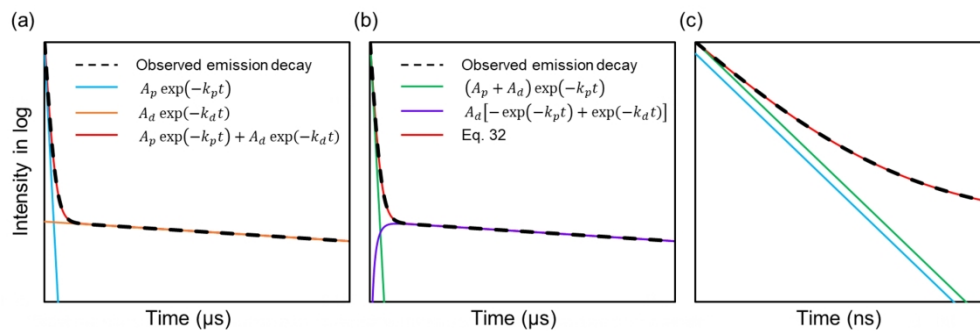 (a)
(b)
(c)
Intensity in log
Observed emission decay
A_p exp(−k_p t)
A_d exp(−k_d t)
A_p exp(−k_p t) + A_d exp(−k_d t)
Observed emission decay
(A_p + A_d) exp(−k_p t)
A_d[−exp(−k_p t) + exp(−k_d t)]
Eq. 32
Time (μs)
Time (μs)
Time (ns)